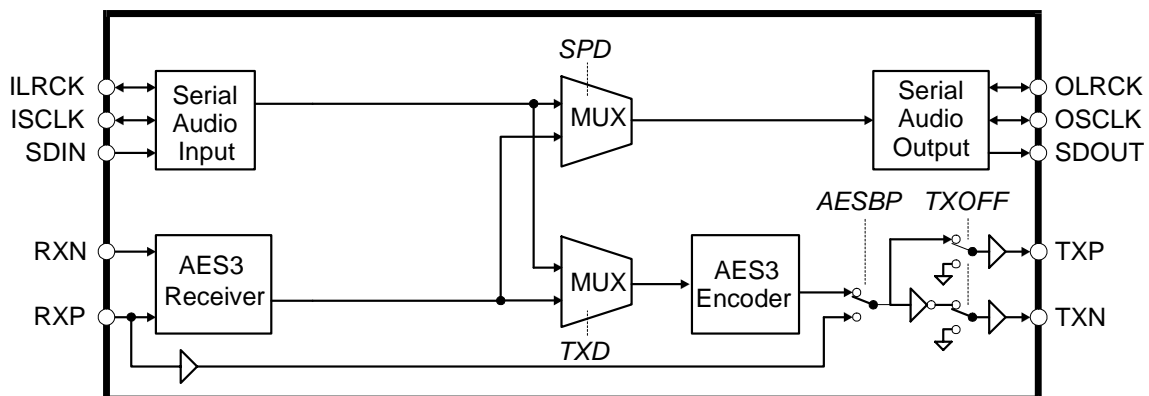 SPD
ILRCK
ISCLK
SDIN
Serial
Audio
Input
MUX
Serial
Audio
Output
OLRCK
OSCLK
SDOUT
AESBP
TXOFF
RXN
RXP
AES3
Receiver
MUX
AES3
Encoder
TXP
TXN
TXD